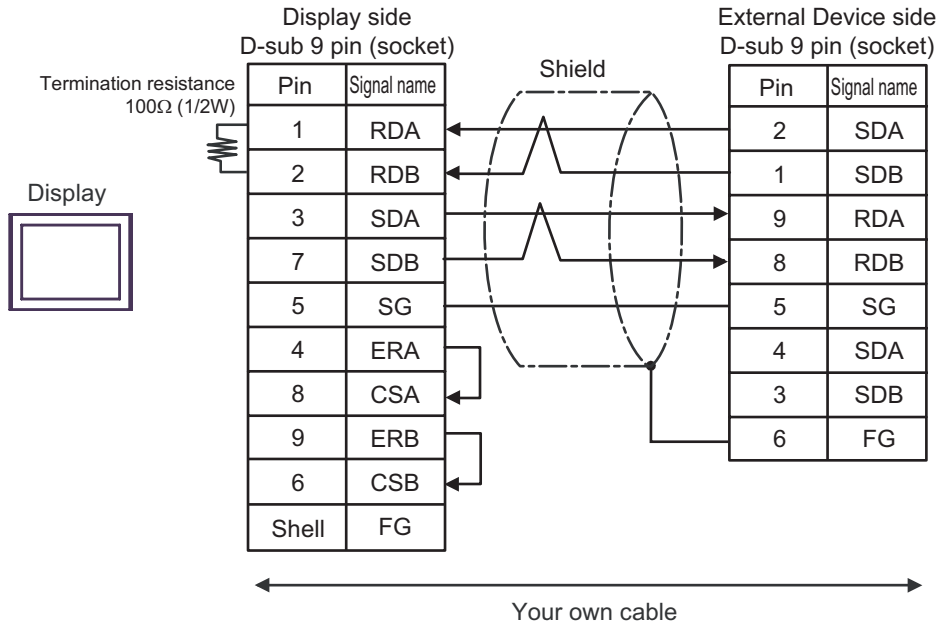 Display side
D-sub 9 pin (socket)
External Device side
D-sub 9 pin (socket)
Termination resistance
100Ω (1/2W)
Shield
Display
Pin Signal name
1 RDA
2 RDB
3 SDA
7 SDB
5 SG
4 ERA
8 CSA
9 ERB
6 CSB
Shell FG
Pin Signal name
2 SDA
1 SDB
9 RDA
8 RDB
5 SG
4 SDA
3 SDB
6 FG
Your own cable